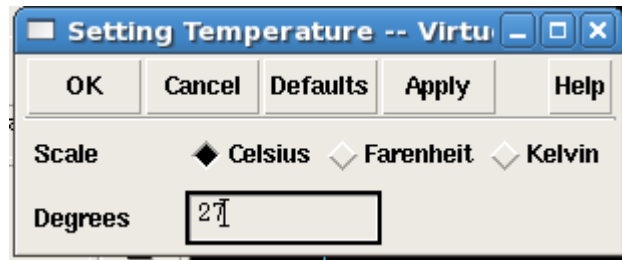 Setting Temperature -- Virtu
OK Cancel Defaults Apply Help
Scale Celsius Farenheit Kelvin
Degrees 27